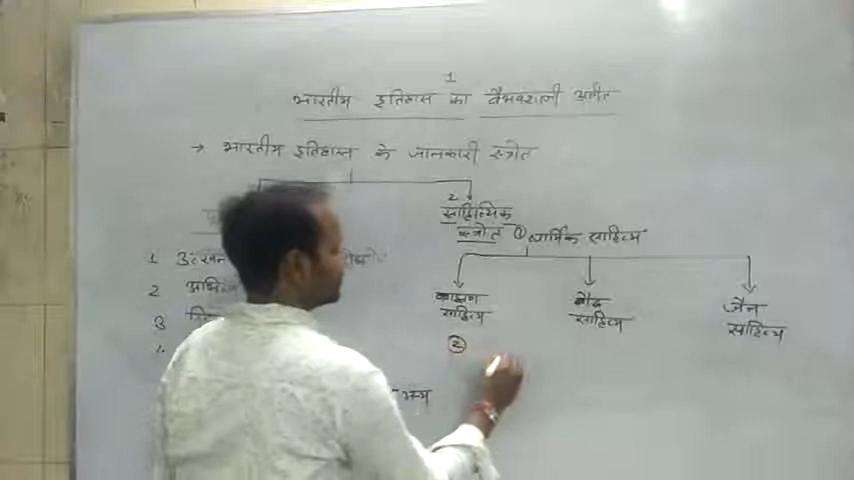 1
भारतीय इतिहास का वैभवशाली अतीत
→ भारतीय इतिहास के जानकारी स्त्रोत
2
साहित्यिक
स्त्रोत ① धार्मिक साहित्य
1
2
3
ब्राह्मण
साहित्य
बौद्ध
साहित्य
जैन
साहित्य
②